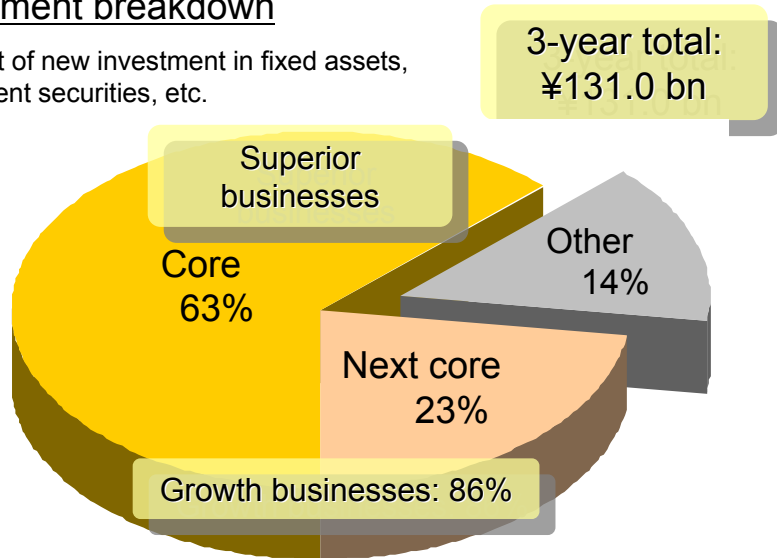 ment breakdown
t of new investment in fixed assets,
ent securities, etc.
3-year total:
¥131.0 bn
Superior
businesses
Core
63%
Other
14%
Next core
23%
Growth businesses: 86%